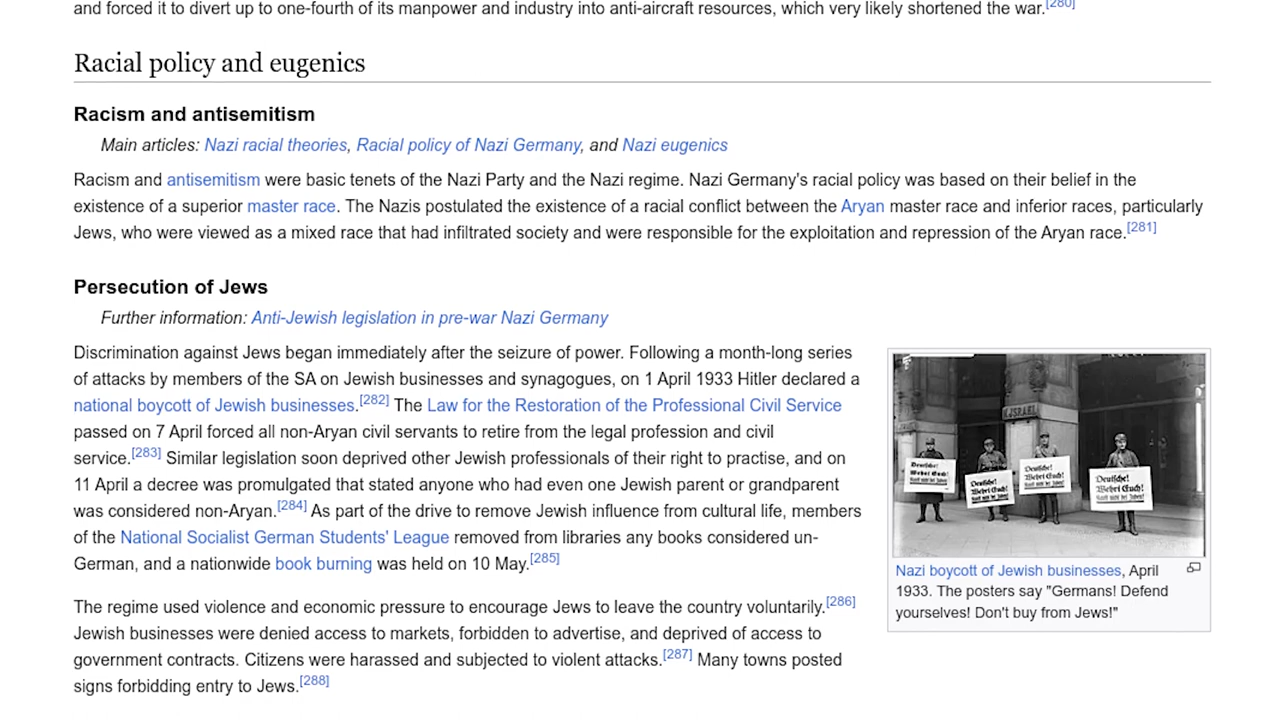 and forced it to divert up to one-fourth of its manpower and industry into anti-aircraft resources, which very likely shortened the war.[280]
Racial policy and eugenics
Racism and antisemitism
Main articles: Nazi racial theories, Racial policy of Nazi Germany, and Nazi eugenics
Racism and antisemitism were basic tenets of the Nazi Party and the Nazi regime. Nazi Germany's racial policy was based on their belief in the
existence of a superior master race. The Nazis postulated the existence of a racial conflict between the Aryan master race and inferior races, particularly
Jews, who were viewed as a mixed race that had infiltrated society and were responsible for the exploitation and repression of the Aryan race.[281]
Persecution of Jews
Further information: Anti-Jewish legislation in pre-war Nazi Germany
Discrimination against Jews began immediately after the seizure of power. Following a month-long series
of attacks by members of the SA on Jewish businesses and synagogues, on 1 April 1933 Hitler declared a
national boycott of Jewish businesses.[282] The Law for the Restoration of the Professional Civil Service
passed on 7 April forced all non-Aryan civil servants to retire from the legal profession and civil
service.[283] Similar legislation soon deprived other Jewish professionals of their right to practise, and on
11 April a decree was promulgated that stated anyone who had even one Jewish parent or grandparent
was considered non-Aryan.[284] As part of the drive to remove Jewish influence from cultural life, members
of the National Socialist German Students' League removed from libraries any books considered un-
German, and a nationwide book burning was held on 10 May.[285]
The regime used violence and economic pressure to encourage Jews to leave the country voluntarily.[286]
Jewish businesses were denied access to markets, forbidden to advertise, and deprived of access to
government contracts. Citizens were harassed and subjected to violent attacks.[287] Many towns posted
signs forbidding entry to Jews.[288]
N.JSRAEL
Deutsche!
Wehrt Euch!
Deutsche!
Wehrt Euch!
Deutsche!
Wehrt Euch!
Deutsche!
Wehrt Euch!
Nazi boycott of Jewish businesses, April
1933. The posters say "Germans! Defend
yourselves! Don't buy from Jews!"